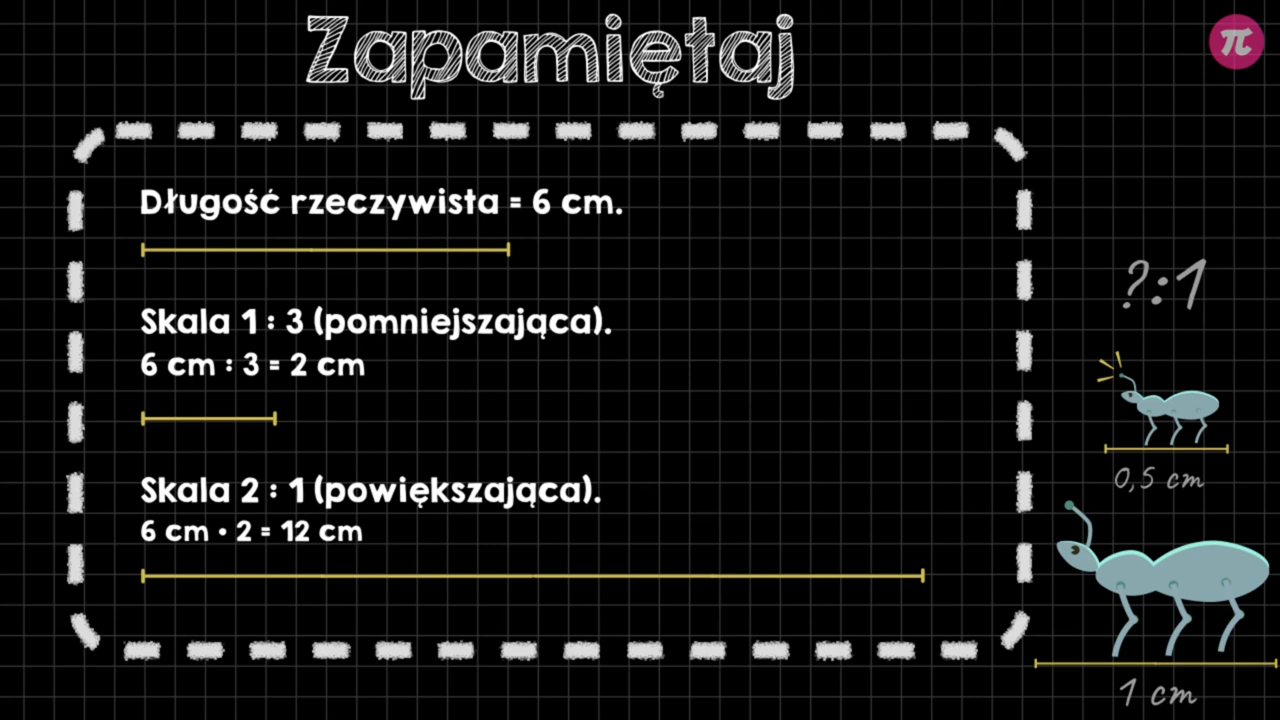 Zapamiętaj
π
Długość rzeczywista = 6 cm.
Skala 1 : 3 (pomniejszająca).
6 cm : 3 = 2 cm
Skala 2 : 1 (powiększająca).
6 cm • 2 = 12 cm
?:1
0,5 cm
1 cm